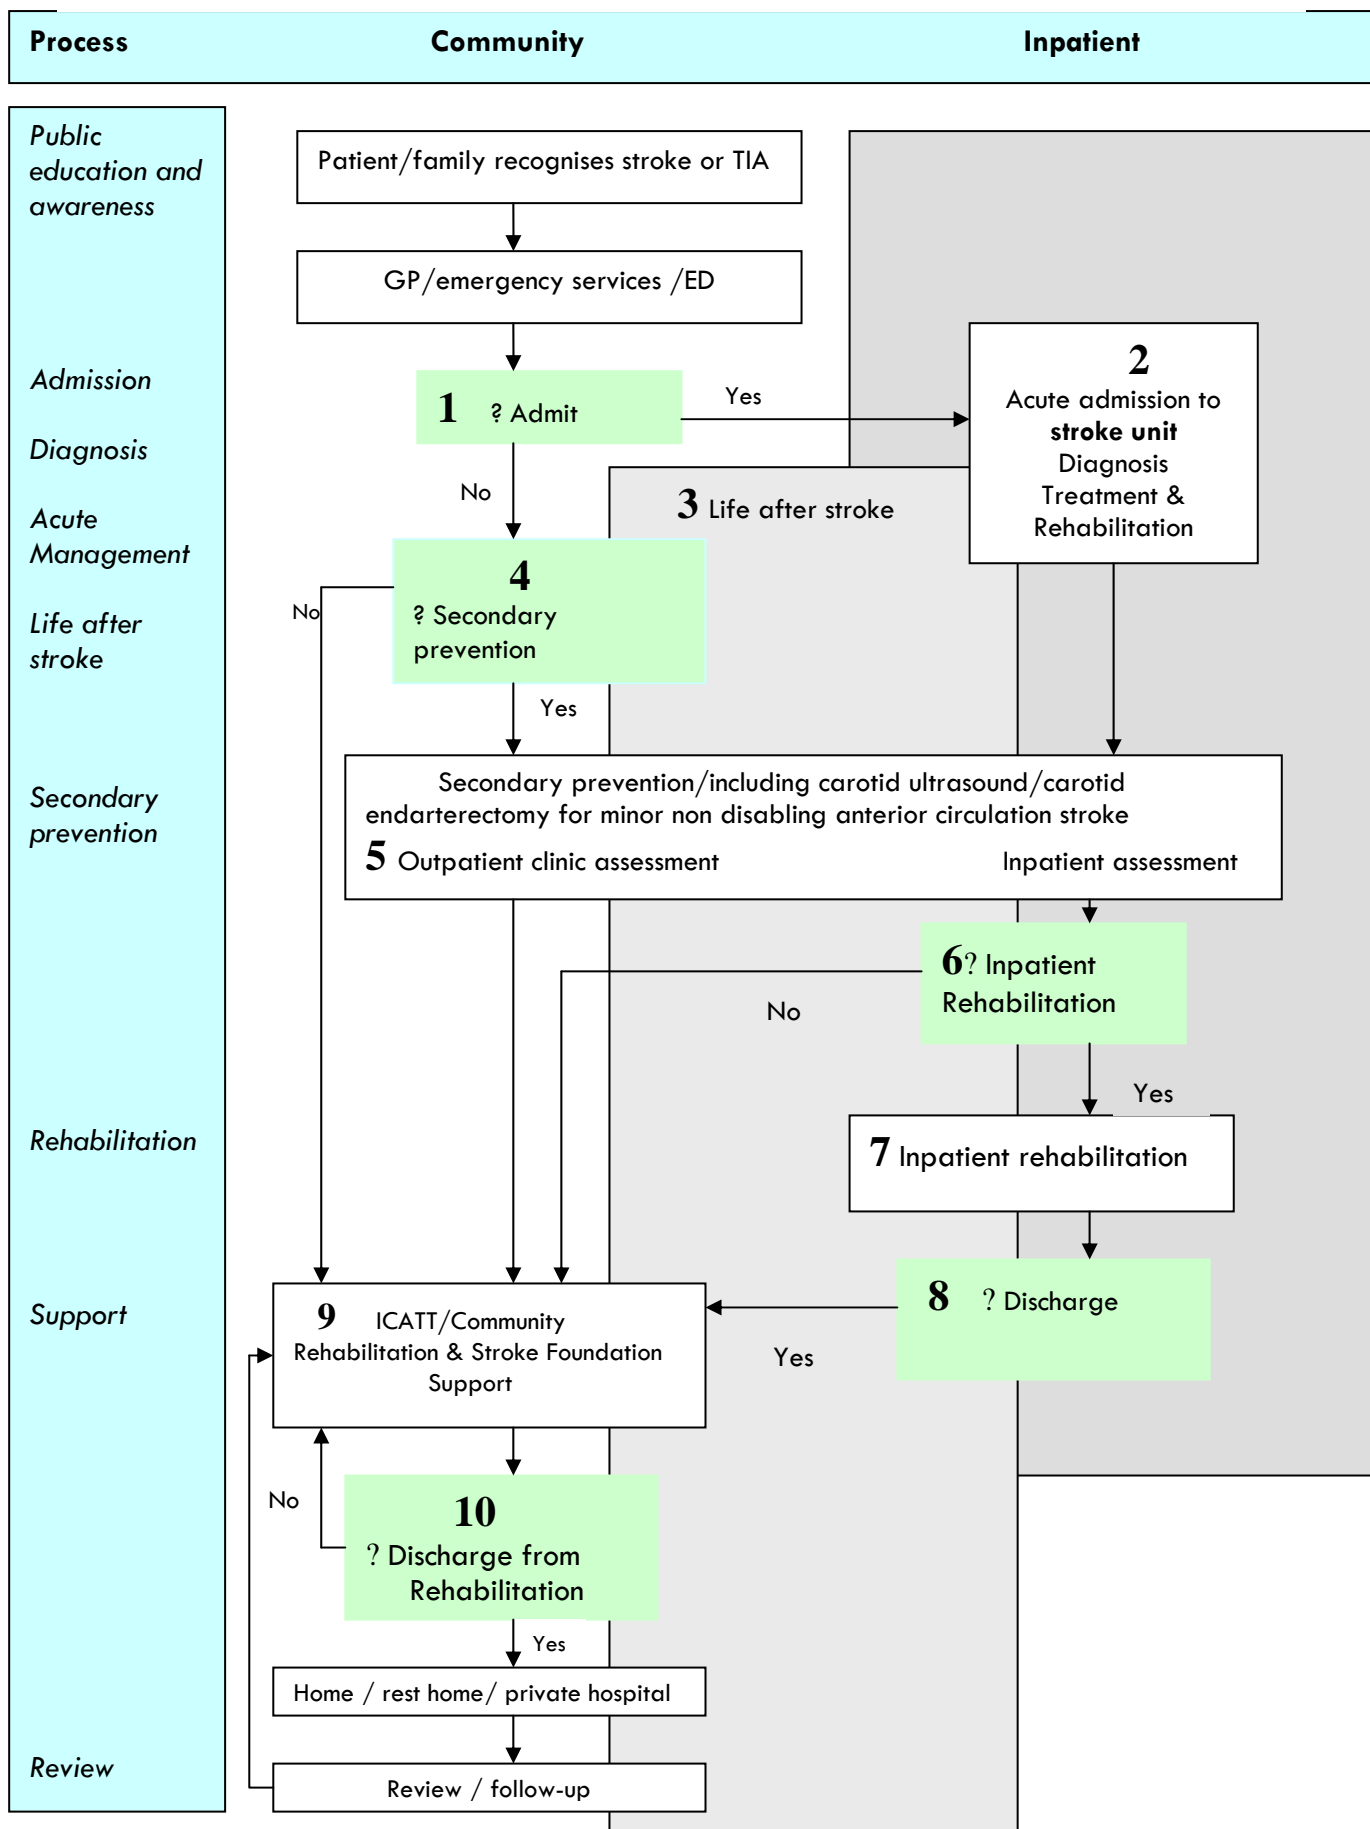 Process Community Inpatient
Public
education and
awareness
Patient/family recognises stroke or TIA
GP/emergency services /ED
Admission
1 ? Admit
Yes
2
Acute admission to
stroke unit
Diagnosis
Treatment &
Rehabilitation
Diagnosis
No
3 Life after stroke
Acute
Management
4
? Secondary
prevention
No
Life after
stroke
Yes
Secondary
prevention
Secondary prevention/including carotid ultrasound/carotid
endarterectomy for minor non disabling anterior circulation stroke
5 Outpatient clinic assessment Inpatient assessment
6? Inpatient
Rehabilitation
No
Yes
Rehabilitation
7 Inpatient rehabilitation
Support
8 ? Discharge
Yes
9 ICATT/Community
Rehabilitation & Stroke Foundation
Support
No
10
? Discharge from
Rehabilitation
Yes
Home / rest home/ private hospital
Review
Review / follow-up